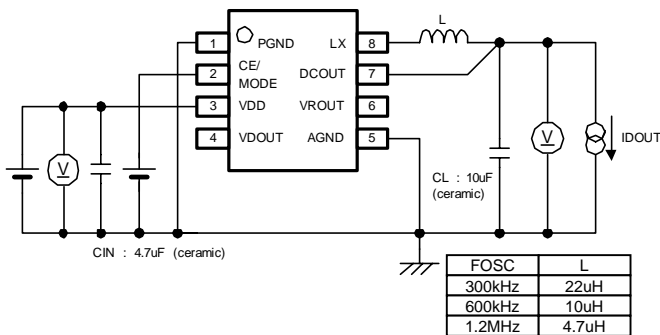 L
1 PGND LX 8
2 CE/ MODE DCOUT 7
3 VDD VROUT 6
4 VDOUT AGND 5
V
V
IDOUT
CL : 10uF
(ceramic)
CIN : 4.7uF (ceramic)
FOSC L
300kHz 22uH
600kHz 10uH
1.2MHz 4.7uH